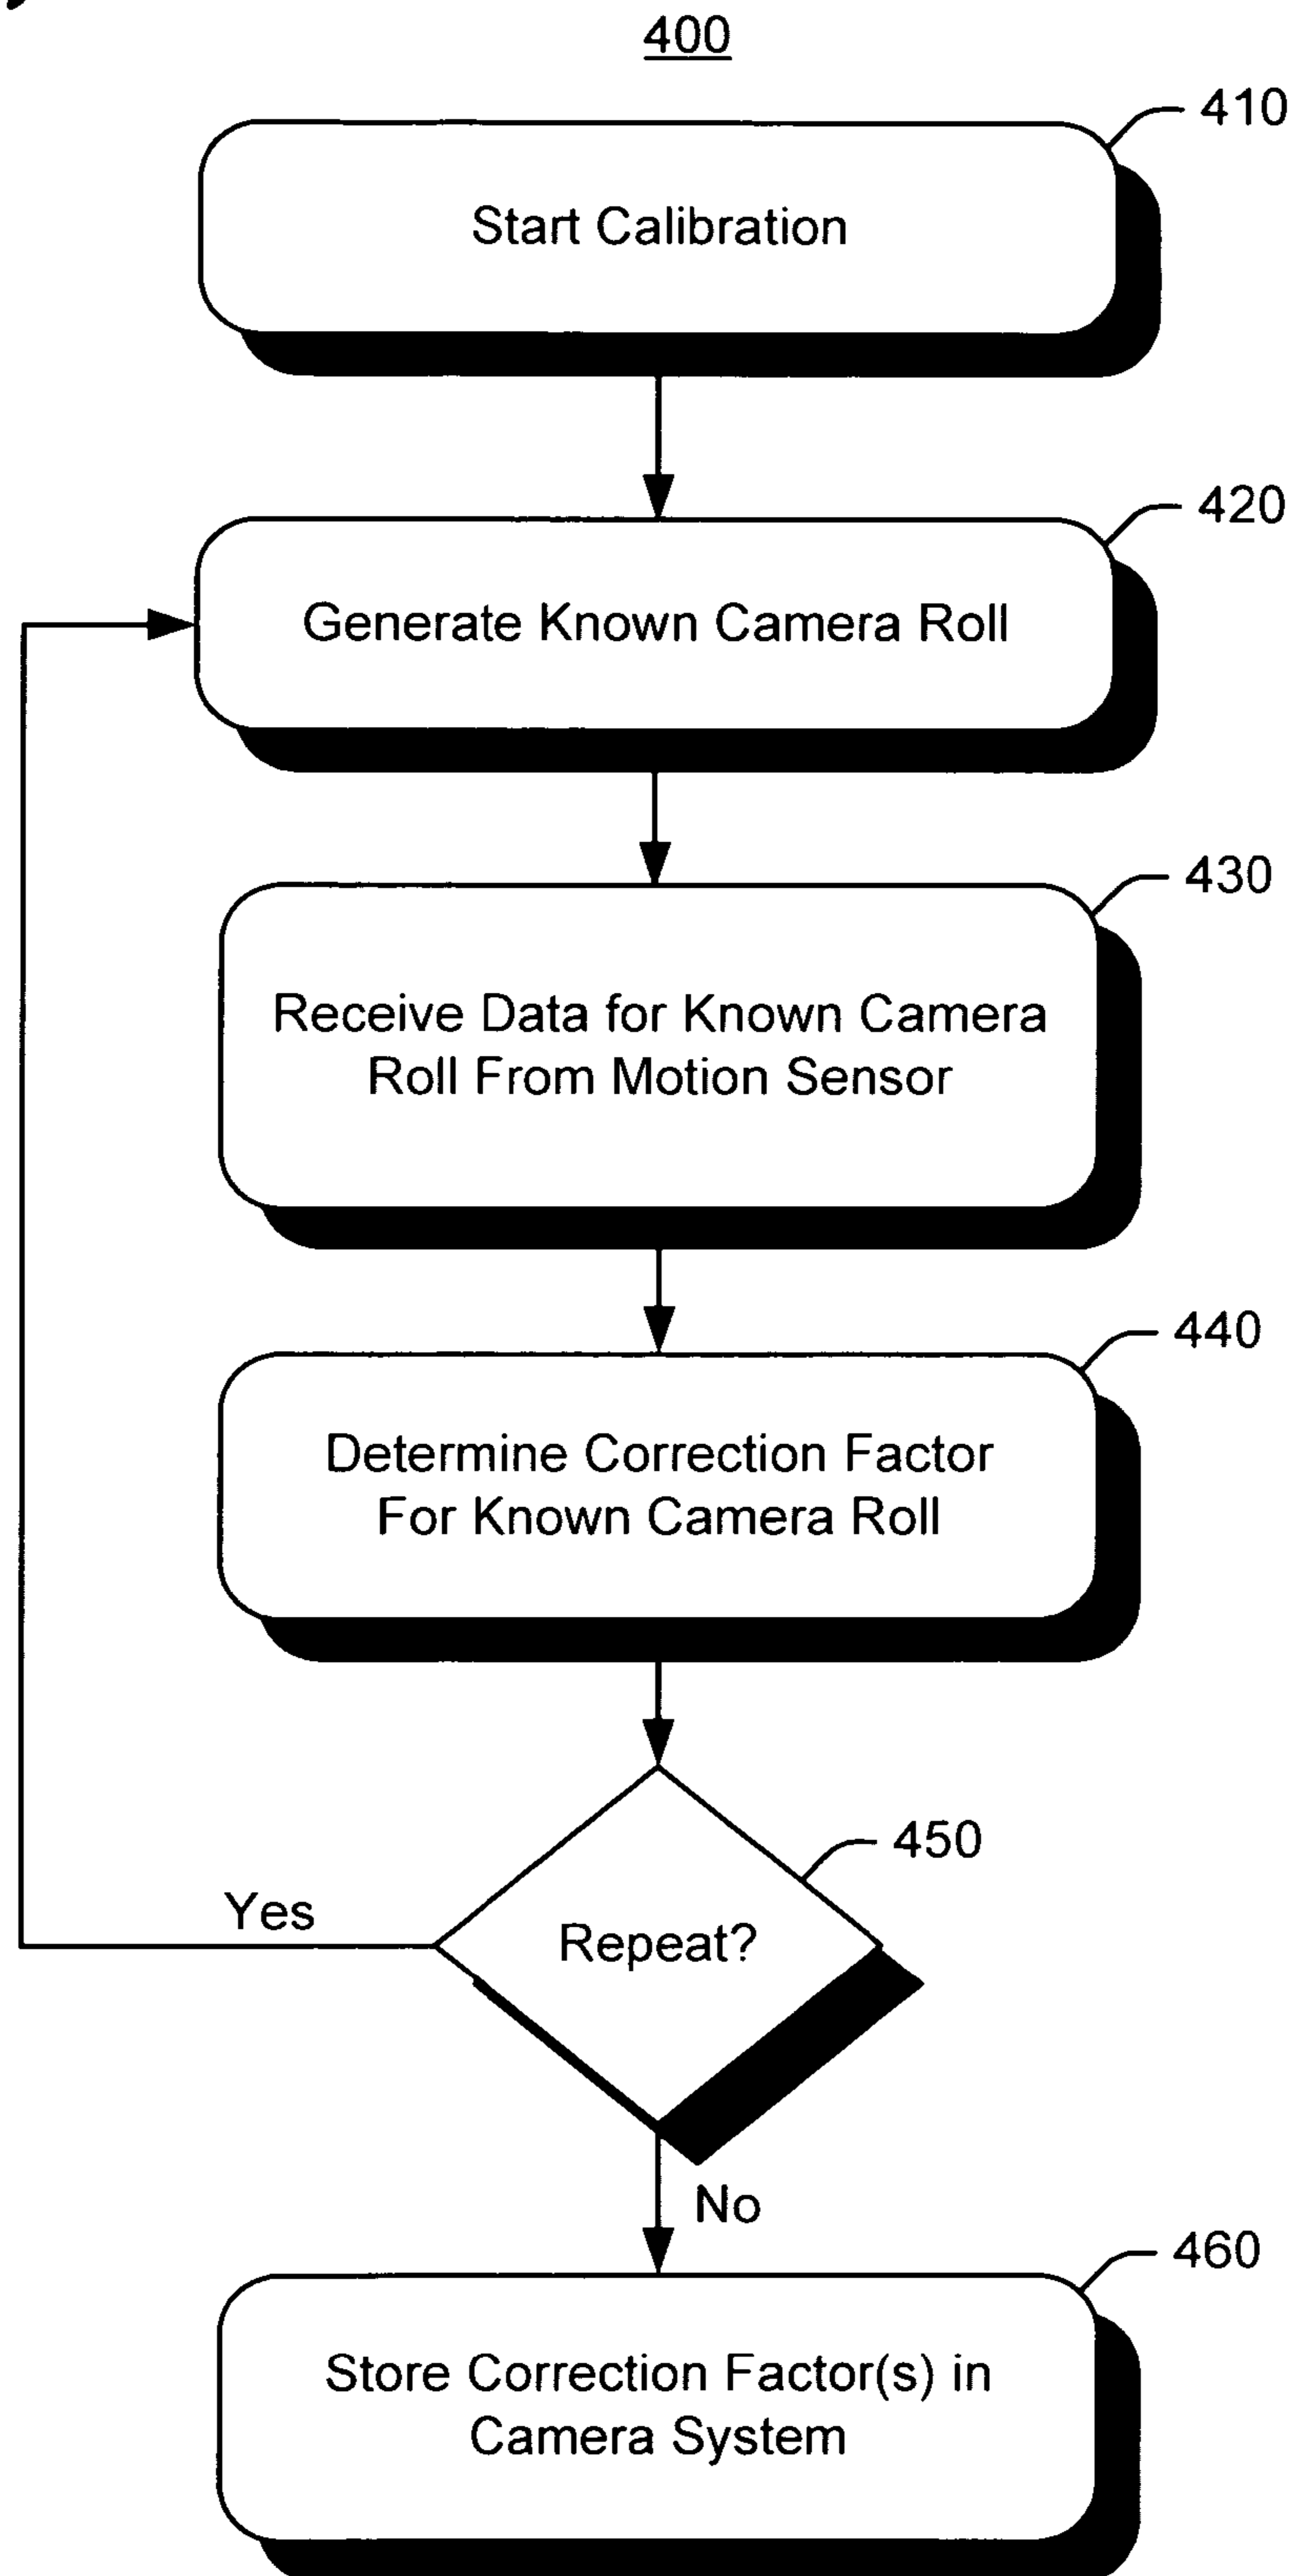 400
410
Start Calibration
420
Generate Known Camera Roll
430
Receive Data for Known Camera
Roll From Motion Sensor
440
Determine Correction Factor
For Known Camera Roll
450
Repeat?
Yes
No
460
Store Correction Factor(s) in
Camera System